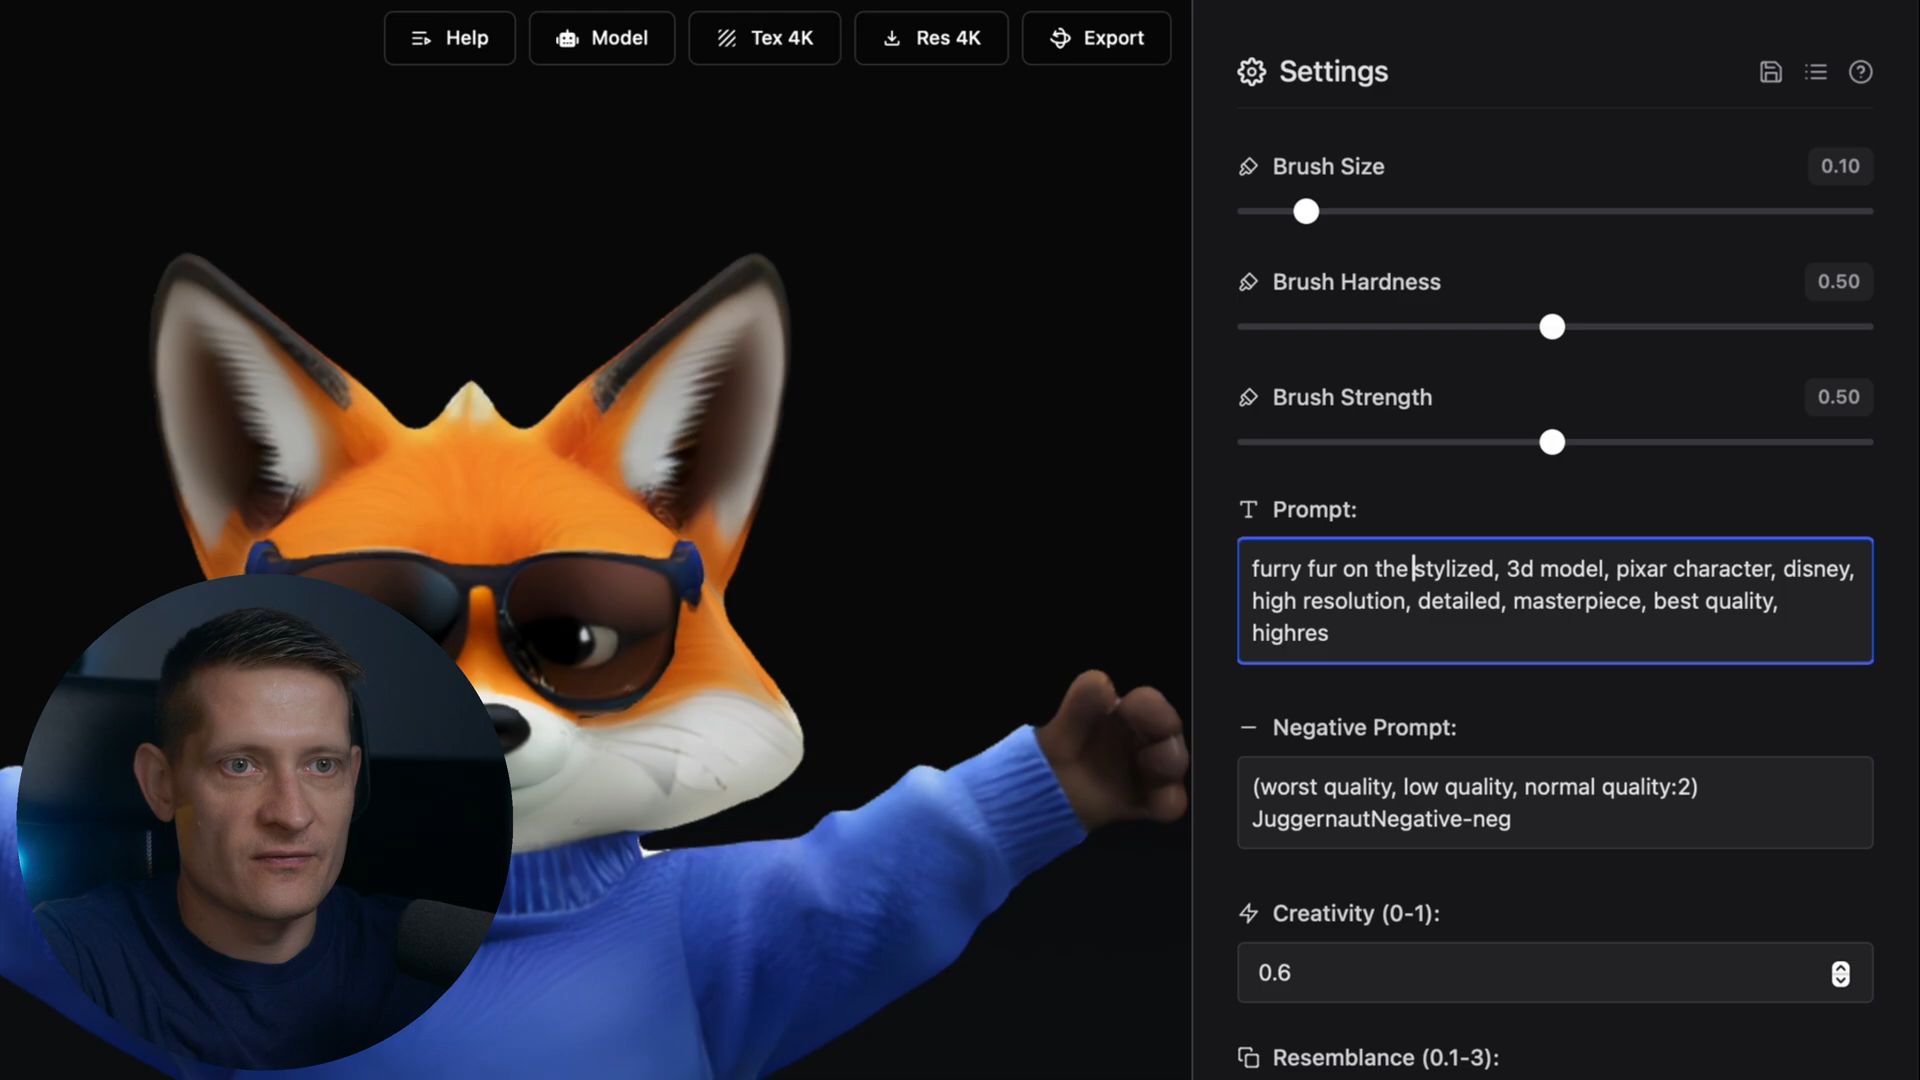 Help
Model
Tex 4K
Res 4K
Export
Settings
Brush Size
0.10
Brush Hardness
0.50
Brush Strength
0.50
Prompt:
furry fur on the stylized, 3d model, pixar character, disney,
high resolution, detailed, masterpiece, best quality,
highres
Negative Prompt:
(worst quality, low quality, normal quality:2)
JuggernautNegative-neg
Creativity (0-1):
0.6
Resemblance (0.1-3):